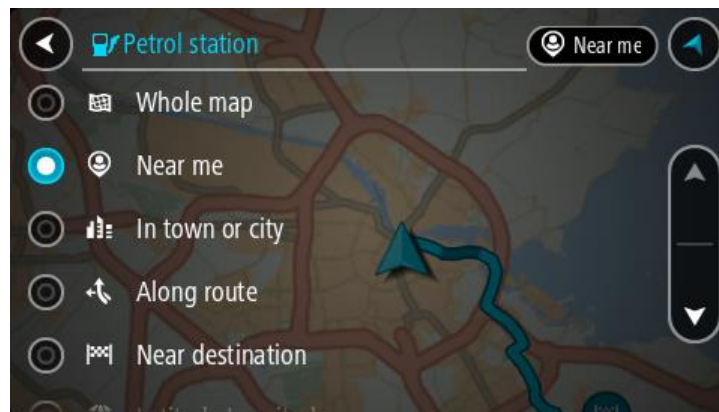 Petrol station
Near me
Whole map
Near me
In town or city
Along route
Near destination